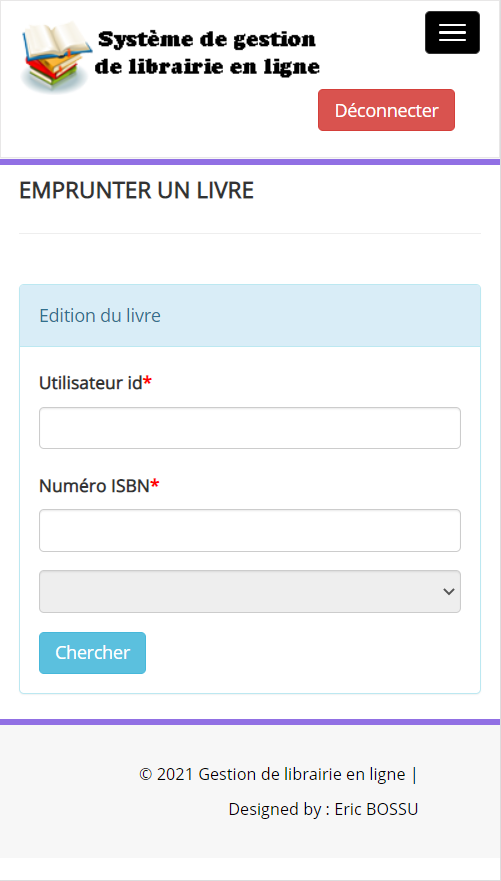 Système de gestion
de librairie en ligne
Déconnecter
EMPRUNTER UN LIVRE
Edition du livre
Utilisateur id*
Numéro ISBN*
Chercher
© 2021 Gestion de librairie en ligne |
Designed by : Eric BOSSU